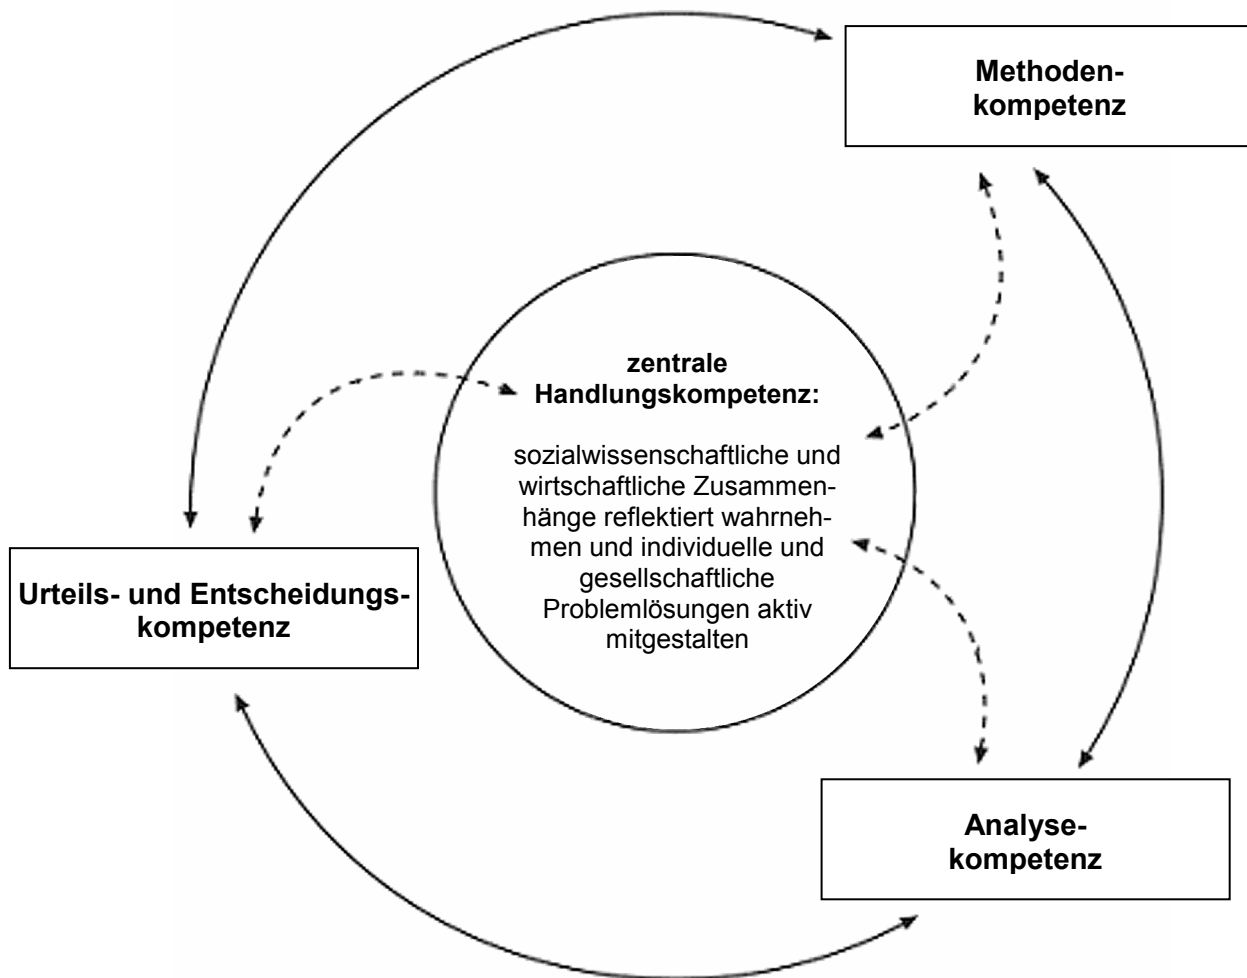 Methoden-
kompetenz
zentrale
Handlungskompetenz:
sozialwissenschaftliche und
wirtschaftliche Zusammen-
hänge reflektiert wahrneh-
men und individuelle und
gesellschaftliche
Problemlösungen aktiv
mitgestalten
Urteils- und Entscheidungs-
kompetenz
Analyse-
kompetenz